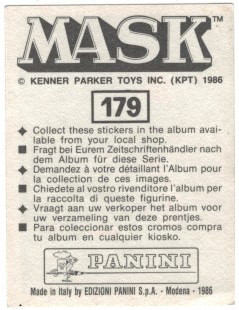 MASK™
© KENNER PARKER TOYS INC. (KPT) 1986
179
Collect these stickers in the album avai-
lable from your local shop.
Fragt bei Eurem Zeitschriftenhändler nach
dem Album für diese Serie.
Demandez à votre détaillant l'Album pour
la collection de ces images.
Chiedete al vostro rivenditore l'album per
la raccolta di queste figurine.
Vraagt aan uw verkoper het album voor
uw verzameling van deze prentjes.
Para coleccionar estos cromos compra
tu album en cualquier kiosko.
PANINI
Made in Italy by EDIZIONI PANINI S.p.A. - Modena - 1986